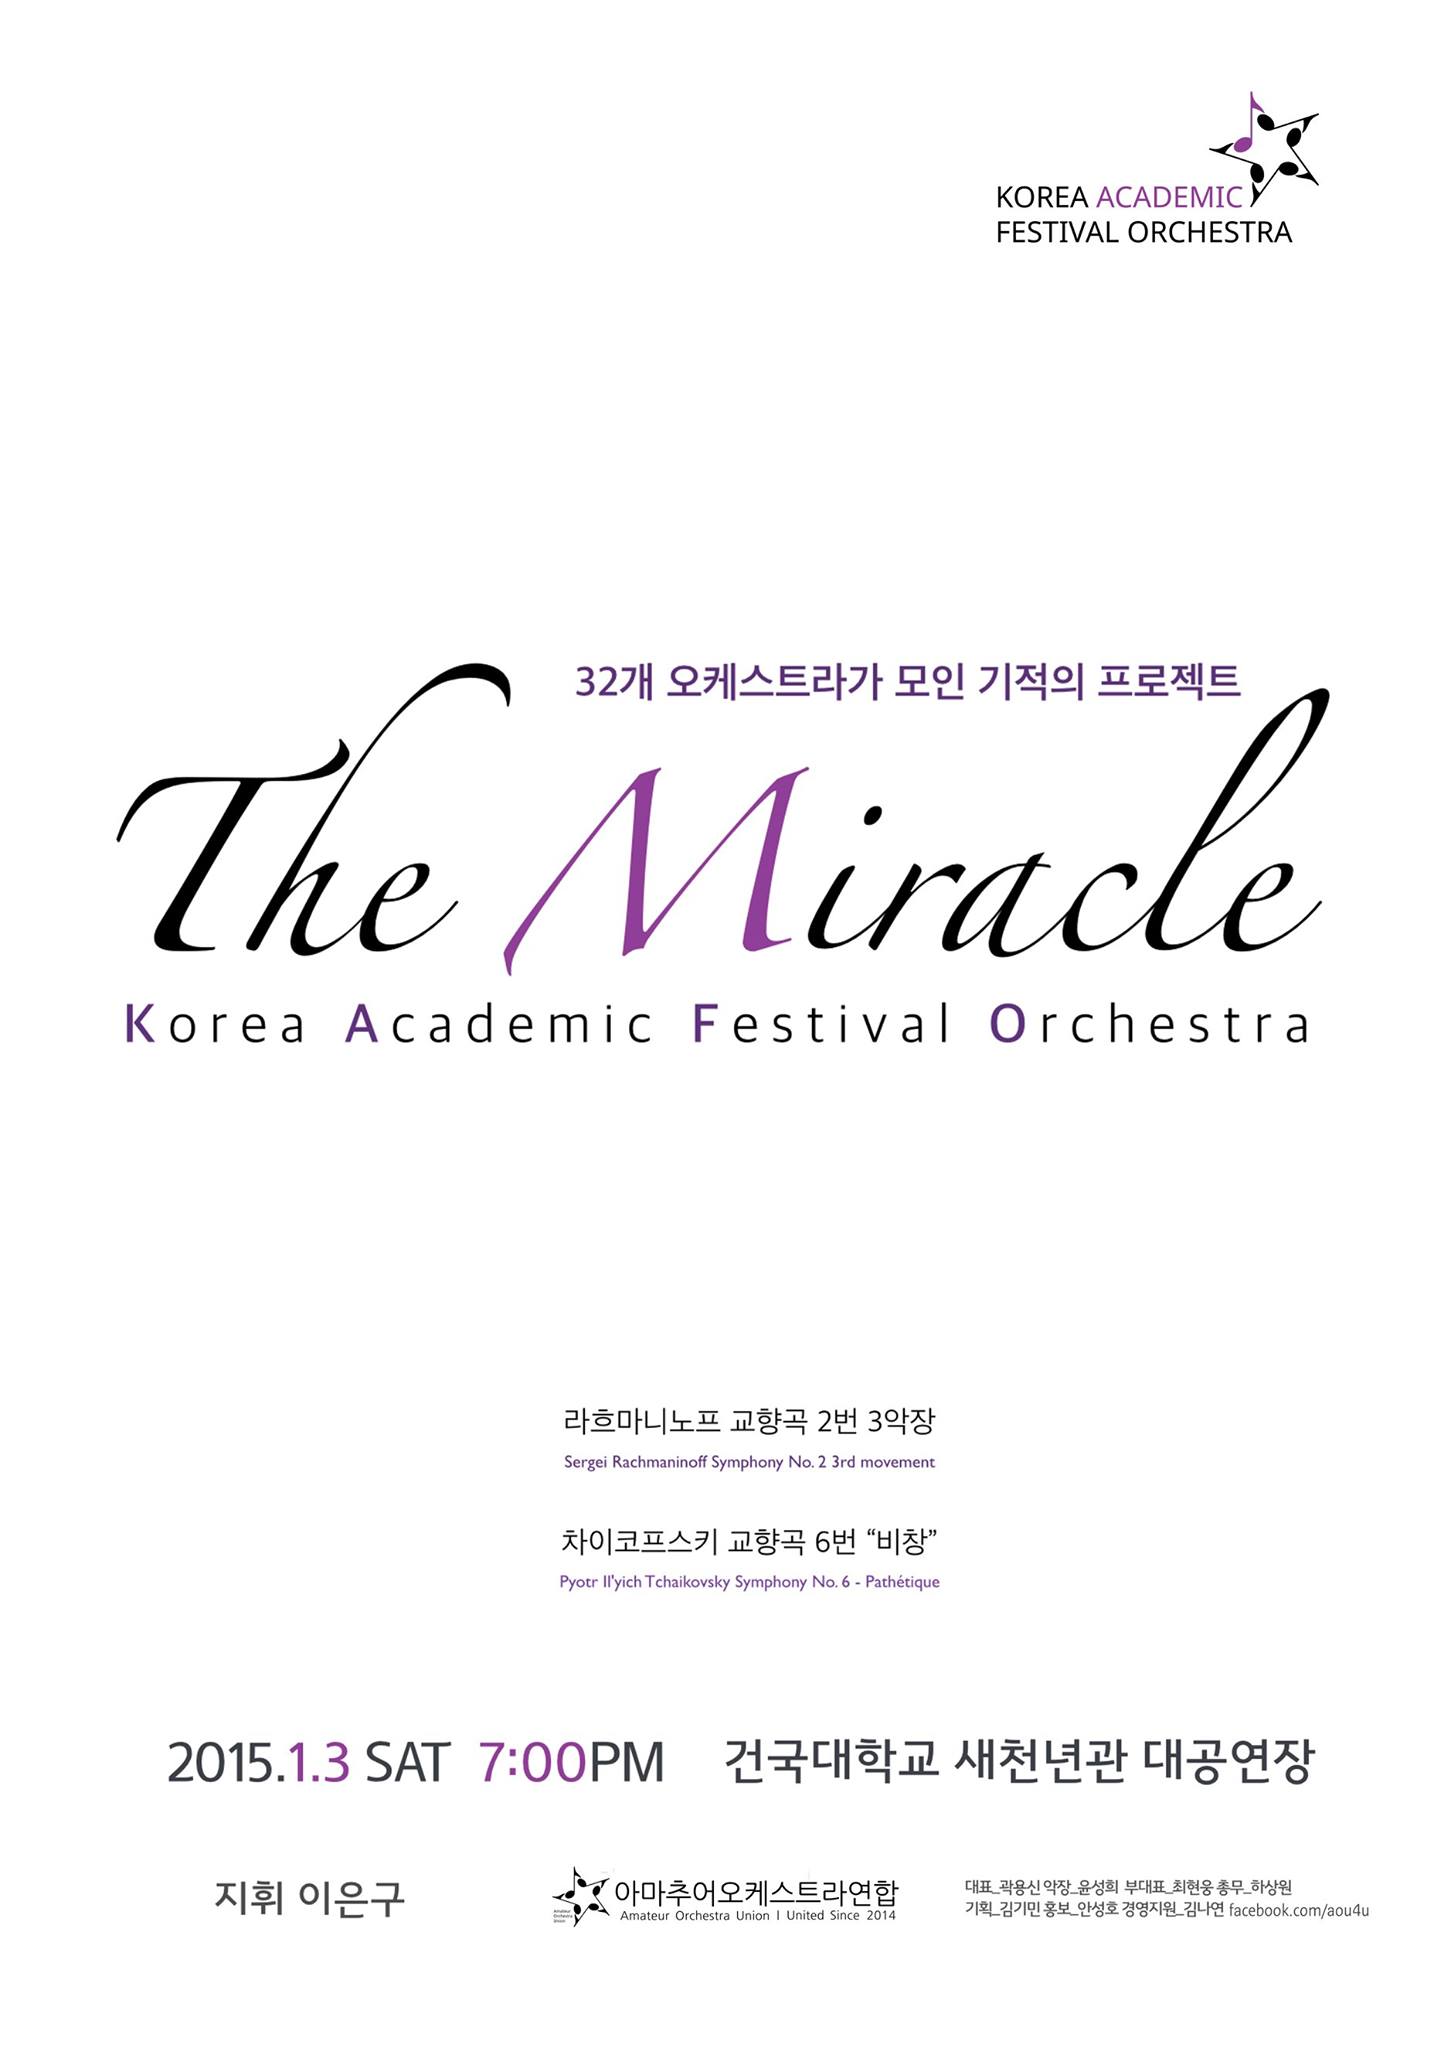 KOREA ACADEMIC
FESTIVAL ORCHESTRA
32개 오케스트라가 모인 기적의 프로젝트
The Miracle
Korea Academic Festival Orchestra
라흐마니노프 교향곡 2번 3악장
Sergei Rachmaninoff Symphony No. 2 3rd movement
차이코프스키 교향곡 6번 “비창”
Pyotr Il'yich Tchaikovsky Symphony No. 6 - Pathétique
2015.1.3 SAT 7:00PM 건국대학교 새천년관 대공연장
지휘 이은구
아마추어오케스트라연합
Amateur Orchestra Union | United Since 2014
Amateur
Orchestra
Union
대표_곽용신 악장_윤성희 부대표_최현웅 총무_하상원
기획_김기민 홍보_안성호 경영지원_김나연 facebook.com/aou4u